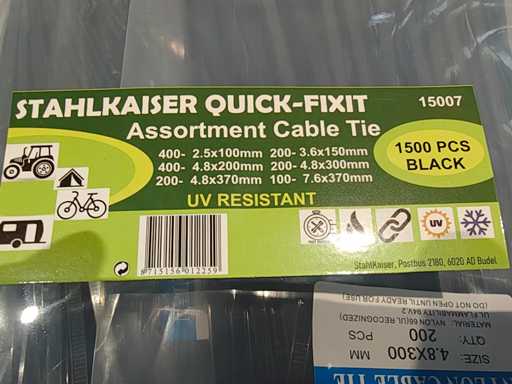 STAHLKAISER QUICK-FIXIT 15007
Assortment Cable Tie
400- 2.5x100mm 200- 3.6x150mm
400- 4.8x200mm 200- 4.8x300mm
200- 4.8x370mm 100- 7.6x370mm
1500 PCS
BLACK
UV RESISTANT
UV
8 715156 012259
StahlKaiser, Postbus 2180, 6020 AD Budel
SIZE: 4.8X300 MM
QTY: 200 PCS
MATERIAL: NYLON 66(UL RECOGNIZED)
UL FLAMMABILITY 94V.2
(DO NOT OPEN UNTIL READY FOR USE)